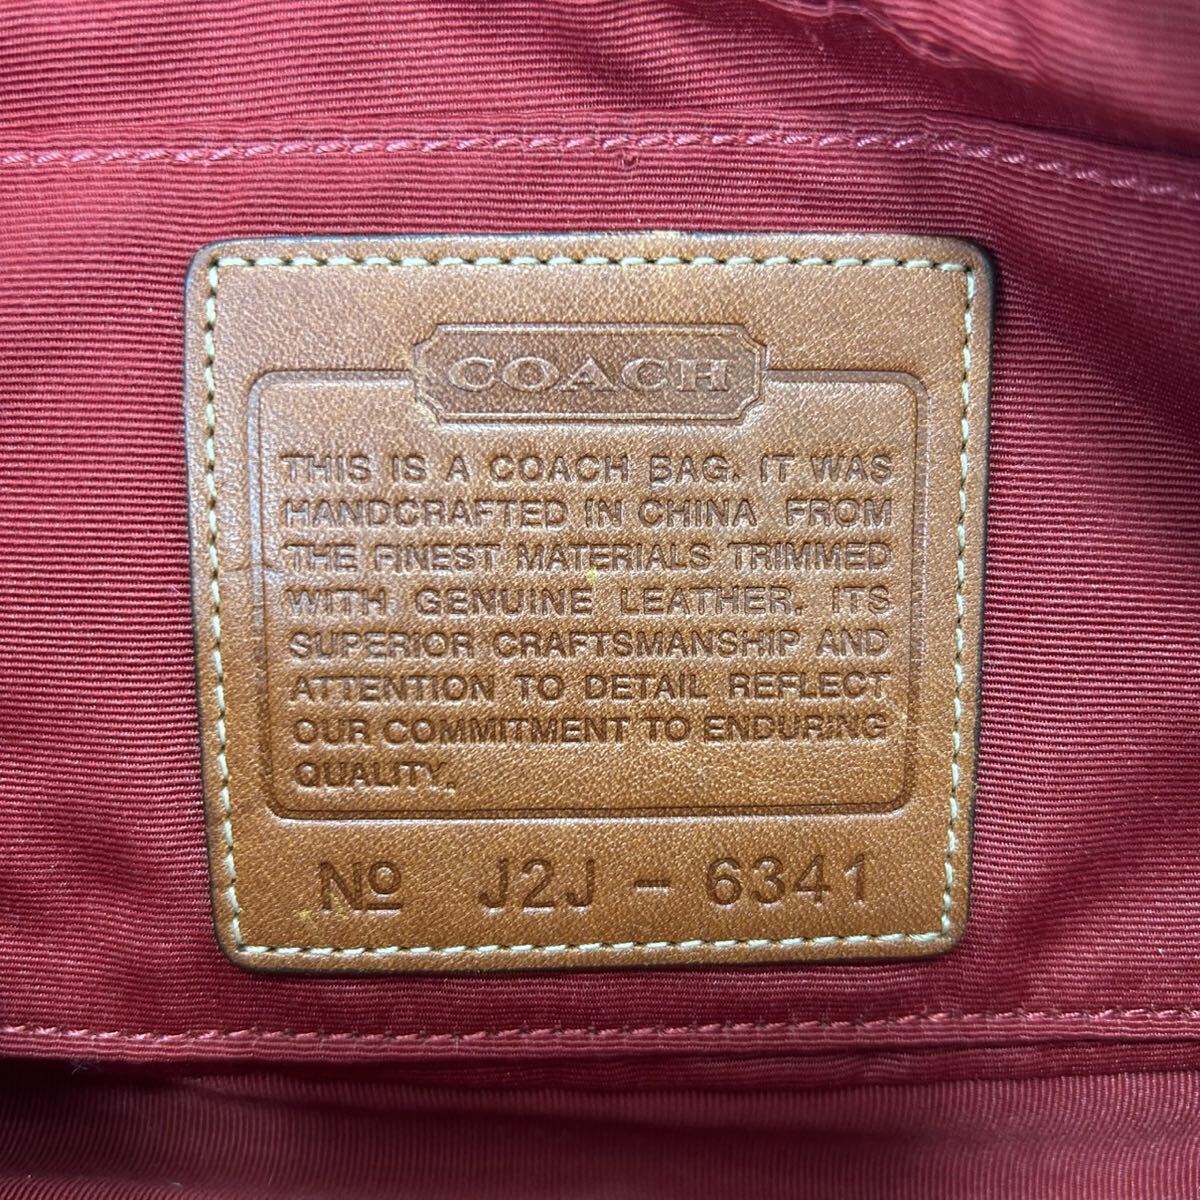 COACH
THIS IS A COACH BAG. IT WAS
HANDCRAFTED IN CHINA FROM
THE FINEST MATERIALS TRIMMED
WITH GENUINE LEATHER. ITS
SUPERIOR CRAFTSMANSHIP AND
ATTENTION TO DETAIL REFLECT
OUR COMMITMENT TO ENDURING
QUALITY.
Nº J2J - 6341